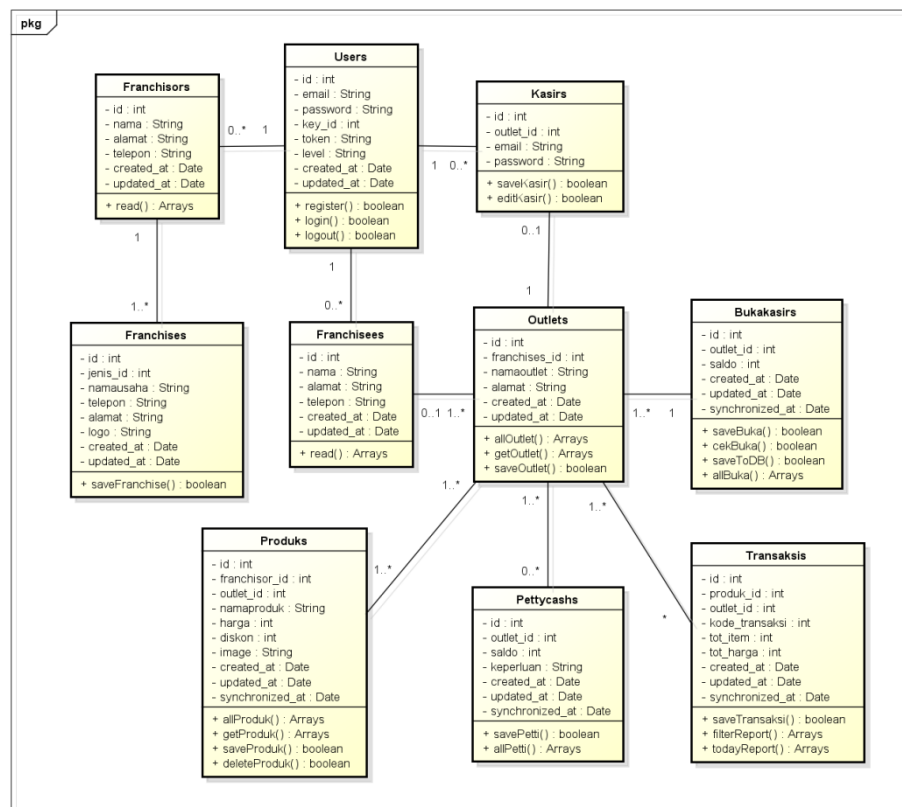 pkg
Franchisors
- id : int
- nama : String
- alamat : String
- telepon : String
- created_at : Date
- updated_at : Date
+ read() : Arrays
0..*
1
Users
- id : int
- email : String
- password : String
- key_id : int
- token : String
- level : String
- created_at : Date
- updated_at : Date
+ register() : boolean
+ login() : boolean
+ logout() : boolean
1
0..*
Kasirs
- id : int
- outlet_id : int
- email : String
- password : String
+ saveKasir() : boolean
+ editKasir() : boolean
1
1..*
1
0..*
0..1
1
Franchises
- id : int
- jenis_id : int
- namausaha : String
- telepon : String
- alamat : String
- logo : String
- created_at : Date
- updated_at : Date
+ saveFranchise() : boolean
Franchisees
- id : int
- nama : String
- alamat : String
- telepon : String
- created_at : Date
- updated_at : Date
+ read() : Arrays
0..1
1..*
Outlets
- id : int
- franchises_id : int
- namaoutlet : String
- alamat : String
- created_at : Date
- updated_at : Date
+ allOutlet() : Arrays
+ getOutlet() : Arrays
+ saveOutlet() : boolean
1..*
1
Bukakasirs
- id : int
- outlet_id : int
- saldo : int
- created_at : Date
- updated_at : Date
- synchronized_at : Date
+ saveBuka() : boolean
+ cekBuka() : boolean
+ saveToDB() : boolean
+ allBuka() : Arrays
1..*
1..*
1..*
1..*
0..*
*
Produks
- id : int
- franchisor_id : int
- outlet_id : int
- namaproduk : String
- harga : int
- diskon : int
- image : String
- created_at : Date
- updated_at : Date
- synchronized_at : Date
+ allProduk() : Arrays
+ getProduk() : Arrays
+ saveProduk() : boolean
+ deleteProduk() : boolean
Pettycashs
- id : int
- outlet_id : int
- saldo : int
- keperluan : String
- created_at : Date
- updated_at : Date
- synchronized_at : Date
+ savePetti() : boolean
+ allPetti() : Arrays
Transaksis
- id : int
- produk_id : int
- outlet_id : int
- kode_transaksi : int
- tot_item : int
- tot_harga : int
- created_at : Date
- updated_at : Date
- synchronized_at : Date
+ saveTransaksi() : boolean
+ filterReport() : Arrays
+ todayReport() : Arrays